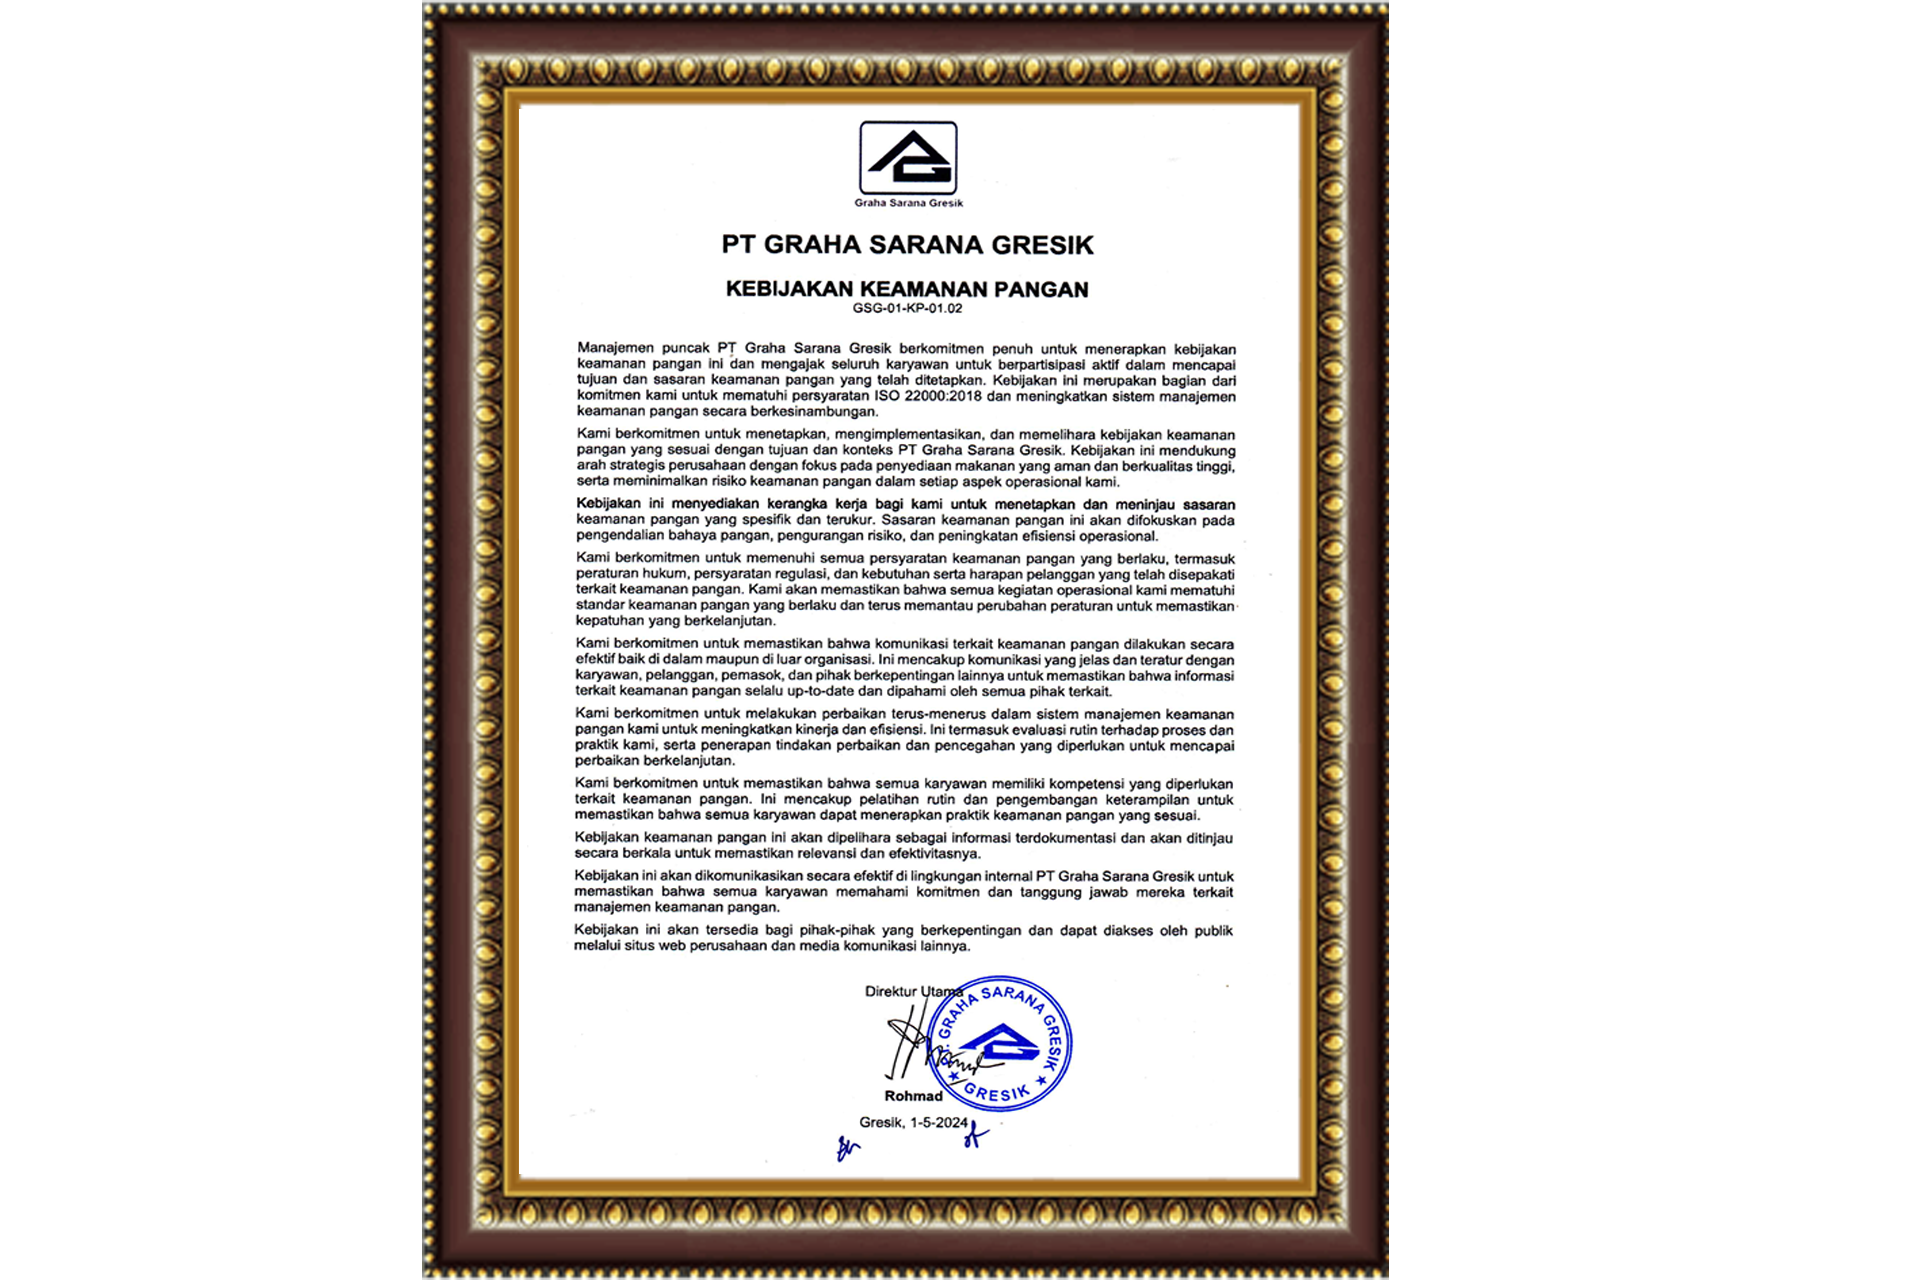 Graha Sarana Gresik
PT GRAHA SARANA GRESIK
KEBIJAKAN KEAMANAN PANGAN
GSG-01-KP-01.02
Manajemen puncak PT Graha Sarana Gresik berkomitmen penuh untuk menerapkan kebijakan
keamanan pangan ini dan mengajak seluruh karyawan untuk berpartisipasi aktif dalam mencapai
tujuan dan sasaran keamanan pangan yang telah ditetapkan. Kebijakan ini merupakan bagian dari
komitmen kami untuk mematuhi persyaratan ISO 22000:2018 dan meningkatkan sistem manajemen
keamanan pangan secara berkesinambungan.
Kami berkomitmen untuk menetapkan, mengimplementasikan, dan memelihara kebijakan keamanan
pangan yang sesuai dengan tujuan dan konteks PT Graha Sarana Gresik. Kebijakan ini mendukung
arah strategis perusahaan dengan fokus pada penyediaan makanan yang aman dan berkualitas tinggi,
serta meminimalkan risiko keamanan pangan dalam setiap aspek operasional kami.
Kebijakan ini menyediakan kerangka kerja bagi kami untuk menetapkan dan meninjau sasaran
keamanan pangan yang spesifik dan terukur. Sasaran keamanan pangan ini akan difokuskan pada
pengendalian bahaya pangan, pengurangan risiko, dan peningkatan efisiensi operasional.
Kami berkomitmen untuk memenuhi semua persyaratan keamanan pangan yang berlaku, termasuk
peraturan hukum, persyaratan regulasi, dan kebutuhan serta harapan pelanggan yang telah disepakati
terkait keamanan pangan. Kami akan memastikan bahwa semua kegiatan operasional kami mematuhi
standar keamanan pangan yang berlaku dan terus memantau perubahan peraturan untuk memastikan
kepatuhan yang berkelanjutan.
Kami berkomitmen untuk memastikan bahwa komunikasi terkait keamanan pangan dilakukan secara
efektif baik di dalam maupun di luar organisasi. Ini mencakup komunikasi yang jelas dan teratur dengan
karyawan, pelanggan, pemasok, dan pihak berkepentingan lainnya untuk memastikan bahwa informasi
terkait keamanan pangan selalu up-to-date dan dipahami oleh semua pihak terkait.
Kami berkomitmen untuk melakukan perbaikan terus-menerus dalam sistem manajemen keamanan
pangan kami untuk meningkatkan kinerja dan efisiensi. Ini termasuk evaluasi rutin terhadap proses dan
praktik kami, serta penerapan tindakan perbaikan dan pencegahan yang diperlukan untuk mencapai
perbaikan berkelanjutan.
Kami berkomitmen untuk memastikan bahwa semua karyawan memiliki kompetensi yang diperlukan
terkait keamanan pangan. Ini mencakup pelatihan rutin dan pengembangan keterampilan untuk
memastikan bahwa semua karyawan dapat menerapkan praktik keamanan pangan yang sesuai.
Kebijakan keamanan pangan ini akan dipelihara sebagai informasi terdokumentasi dan akan ditinjau
secara berkala untuk memastikan relevansi dan efektivitasnya.
Kebijakan ini akan dikomunikasikan secara efektif di lingkungan internal PT Graha Sarana Gresik untuk
memastikan bahwa semua karyawan memahami komitmen dan tanggung jawab mereka terkait
manajemen keamanan pangan.
Kebijakan ini akan tersedia bagi pihak-pihak yang berkepentingan dan dapat diakses oleh publik
melalui situs web perusahaan dan media komunikasi lainnya.
Direktur Utama
GRAHA SARANA GRESIK
★ GRESIK ★
Rohmad
Gresik, 1-5-2024